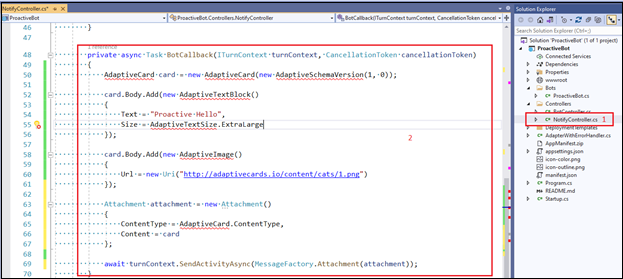 NotifyController.cs*
ProactiveBot
ProactiveBot.Controllers.NotifyController
BotCallback(ITurnContext turnContext, CancellationToken cancel
46 }
47
1 reference
48 private async Task BotCallback(ITurnContext turnContext, CancellationToken cancellationToken)
49 {
50 AdaptiveCard card = new AdaptiveCard(new AdaptiveSchemaVersion(1, 0));
51
52 card.Body.Add(new AdaptiveTextBlock()
53 {
54 Text = "Proactive Hello",
55 Size = AdaptiveTextSize.ExtraLarge
56 });
57
58 card.Body.Add(new AdaptiveImage()
59 {
60 Url = new Uri("http://adaptivecards.io/content/cats/1.png")
61 });
62
63 Attachment attachment = new Attachment()
64 {
65 ContentType = AdaptiveCard.ContentType,
66 Content = card
67 };
68
69 await turnContext.SendActivityAsync(MessageFactory.Attachment(attachment));
70 }
2
Solution Explorer
Search Solution Explorer (Ctrl+;)
Solution 'ProactiveBot' (1 of 1 project)
ProactiveBot
Connected Services
Dependencies
Properties
wwwroot
Bots
ProactiveBot.cs
Controllers
BotController.cs
NotifyController.cs 1
DeploymentTemplates
AdapterWithErrorHandler.cs
AppManifest.zip
appsettings.json
icon-color.png
icon-outline.png
manifest.json
Program.cs
README.md
Startup.cs